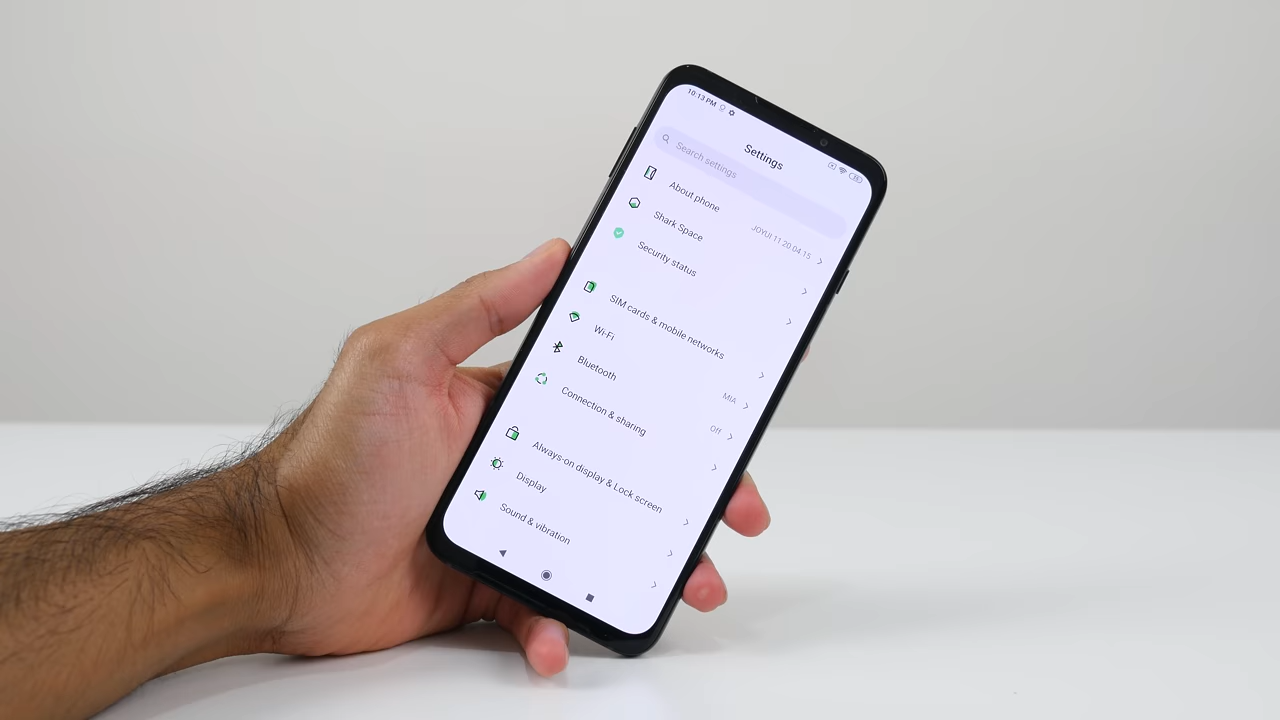 10:13 PM
Settings
Search settings
About phone
JOYUI 11 20.04.15
Shark Space
Security status
SIM cards & mobile networks
Wi-Fi
MIA
Bluetooth
Off
Connection & sharing
Always-on display & Lock screen
Display
Sound & vibration